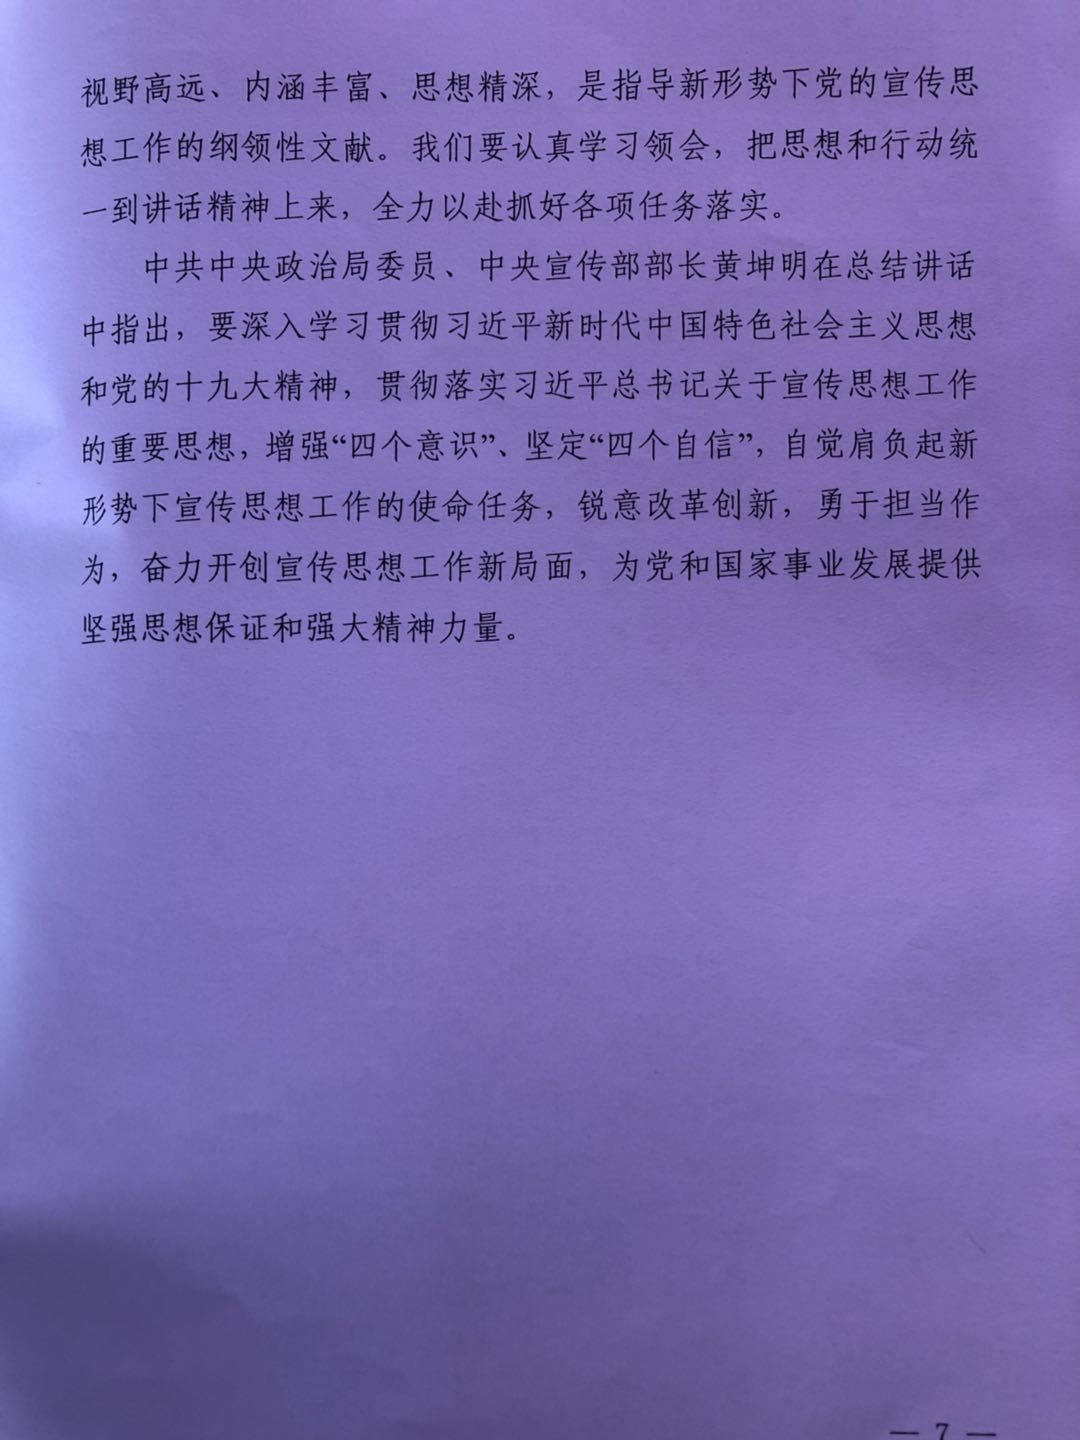 视野高远、内涵丰富、思想精深，是指导新形势下党的宣传思
想工作的纲领性文献。我们要认真学习领会，把思想和行动统
一到讲话精神上来，全力以赴抓好各项任务落实。
中共中央政治局委员、中央宣传部部长黄坤明在总结讲话
中指出，要深入学习贯彻习近平新时代中国特色社会主义思想
和党的十九大精神，贯彻落实习近平总书记关于宣传思想工作
的重要思想，增强“四个意识”、坚定“四个自信”，自觉肩负起新
形势下宣传思想工作的使命任务，锐意改革创新，勇于担当作
为，奋力开创宣传思想工作新局面，为党和国家事业发展提供
坚强思想保证和强大精神力量。
— 7 —